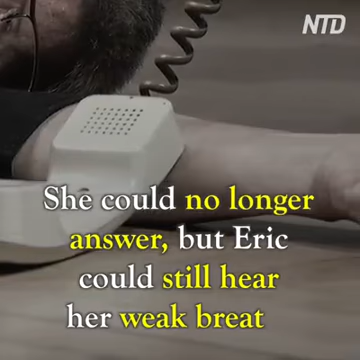 NTD
She could no longer
answer, but Eric
could still hear
her weak breat